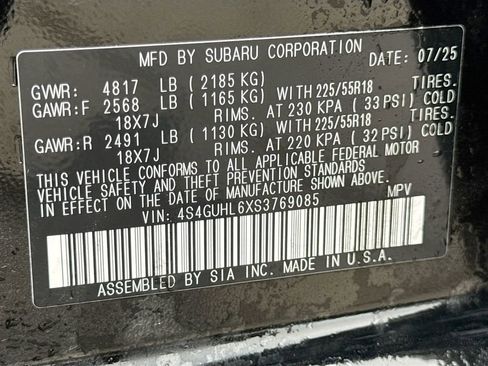 MFD BY SUBARU CORPORATION DATE: 07/25
GVWR: 4817 LB (2185 KG)
GAWR:F 2568 LB (1165 KG) WITH 225/55R18 TIRES.
18X7J RIMS. AT 230 KPA (33 PSI) COLD
GAWR:R 2491 LB (1130 KG) WITH 225/55R18 TIRES.
18X7J RIMS. AT 220 KPA (32 PSI) COLD
THIS VEHICLE CONFORMS TO ALL APPLICABLE FEDERAL MOTOR
VEHICLE SAFETY AND THEFT PREVENTION STANDARDS IN
EFFECT ON THE DATE OF MANUFACTURE SHOWN ABOVE.
VIN: 4S4GUHL6XS3769085 MPV
ASSEMBLED BY SIA INC. MADE IN U.S.A.